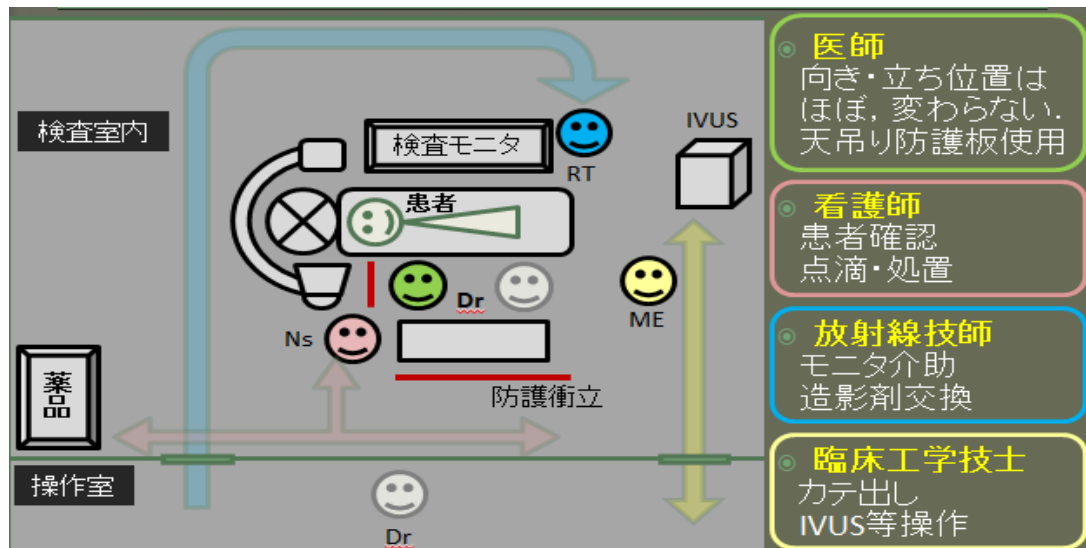 検査室内
検査モニタ
RT
IVUS
患者
Dr
ME
Ns
防護衝立
薬品
操作室
Dr
医師
向き・立ち位置は
ほぼ，変わらない．
天吊り防護板使用
看護師
患者確認
点滴・処置
放射線技師
モニタ介助
造影剤交換
臨床工学技士
カテ出し
IVUS等操作